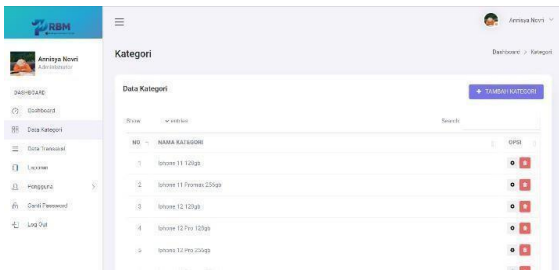 RBM
Annisya Novri
Annisya Novri
Administrator
Kategori
Dashboard > Kategori
DASHBOARD
Dashboard
Data Kategori
Data Transaksi
Laporan
Pengguna
Ganti Password
Log Out
Data Kategori
+ TAMBAH KATEGORI
Show entries
Search
NO NAMA KATEGORI OPSI
1 Iphone 11 128gb
2 Iphone 11 Promax 256gb
3 Iphone 12 128gb
4 Iphone 12 Pro 128gb
5 Iphone 12 Pro 256gb